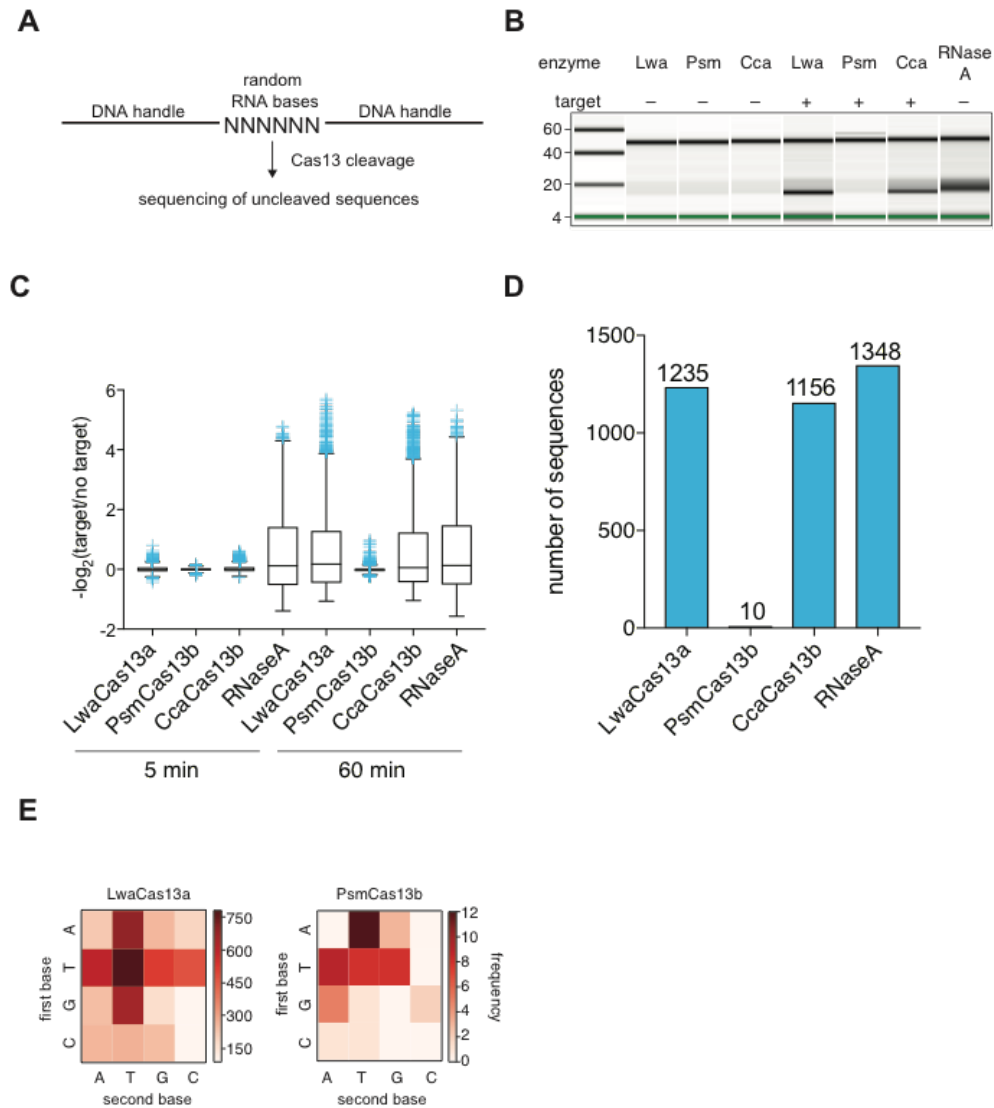 A
random
RNA bases
DNA handle
NNNNNN
DNA handle
Cas13 cleavage
sequencing of uncleaved sequences
B
enzyme Lwa Psm Cca Lwa Psm Cca RNase A
target – – – + + + –
60
40
20
4
C
-log2(target/no target)
6
4
2
0
-2
LwaCas13a
PsmCas13b
CcaCas13b
RNaseA
LwaCas13a
PsmCas13b
CcaCas13b
RNaseA
5 min
60 min
D
number of sequences
1500
1000
500
0
1235
10
1156
1348
LwaCas13a
PsmCas13b
CcaCas13b
RNaseA
E
LwaCas13a
first base
A
T
G
C
A T G C
second base
750
600
450
300
150
PsmCas13b
first base
A
T
G
C
A T G C
second base
12
10
8
6
4
2
0
frequency